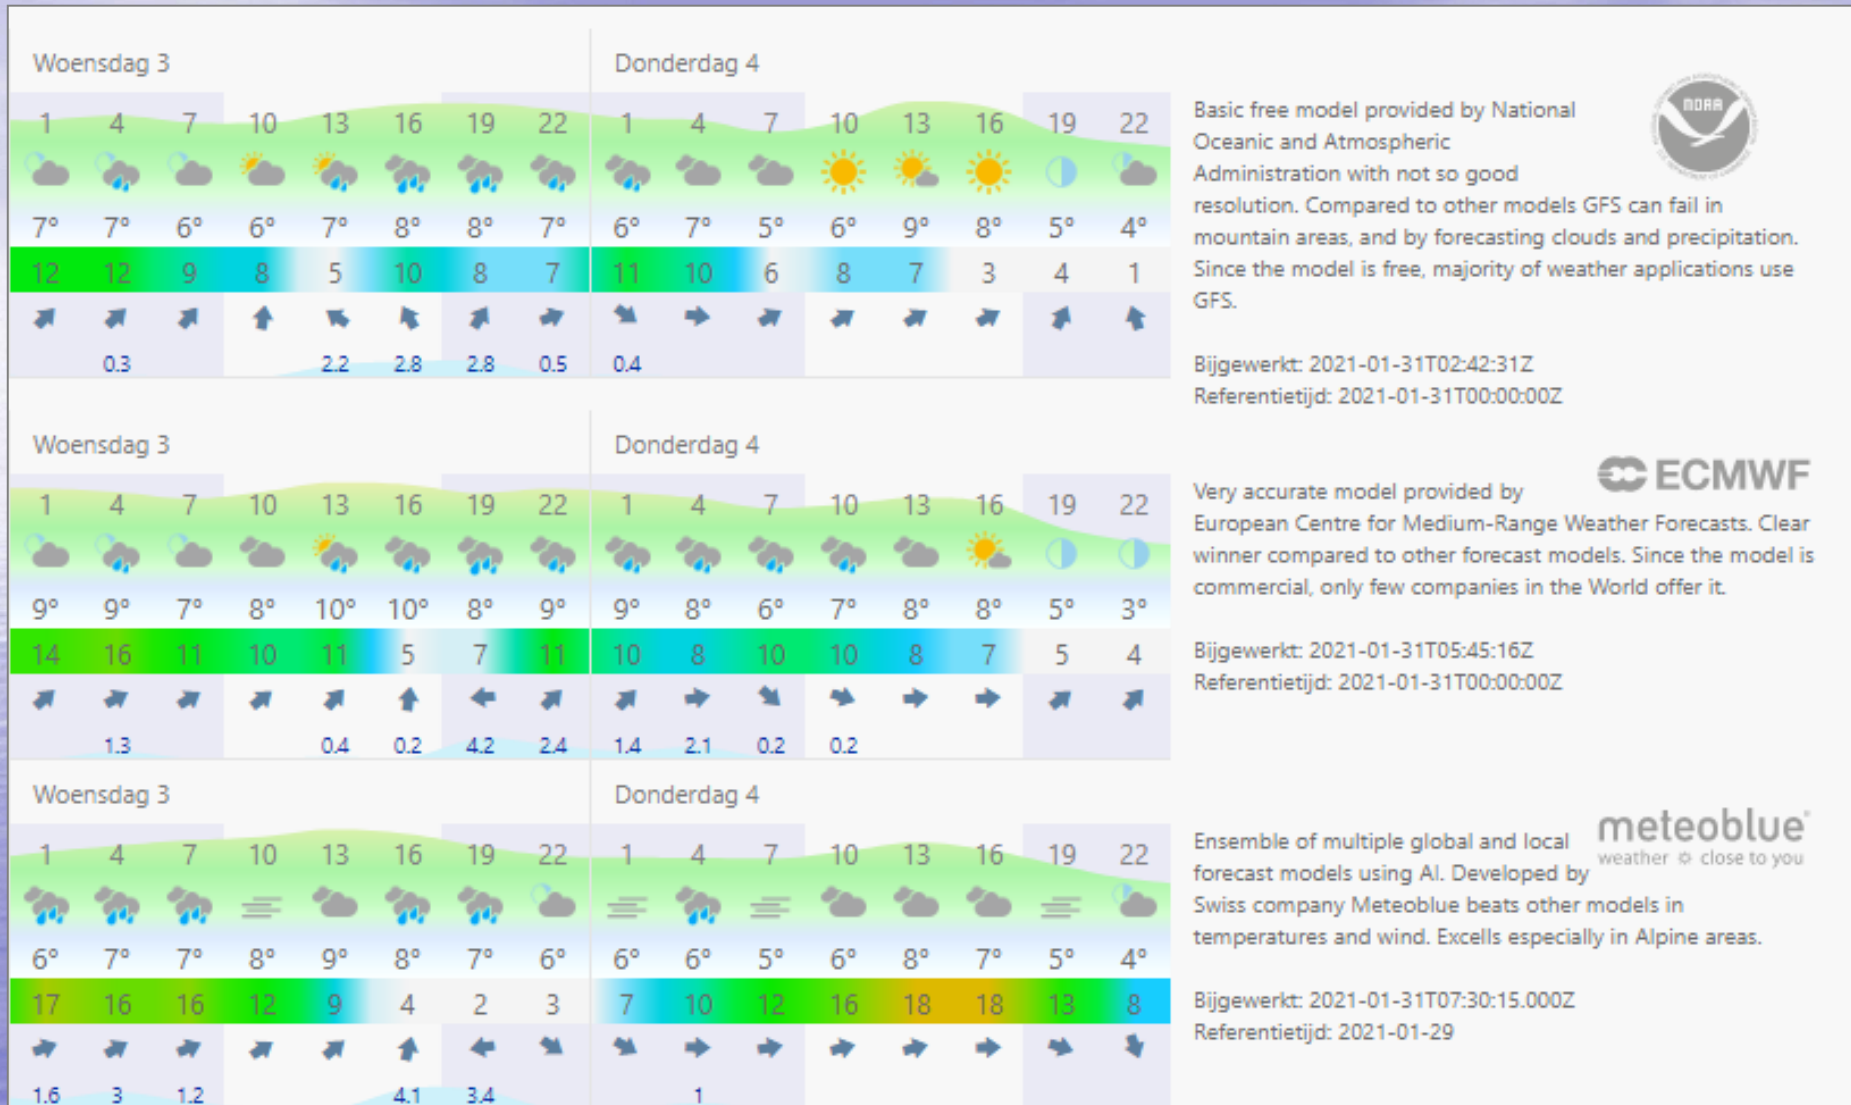 Woensdag 3 Donderdag 4
1 4 7 10 13 16 19 22 1 4 7 10 13 16 19 22
7° 7° 6° 6° 7° 8° 8° 7° 6° 7° 5° 6° 9° 8° 5° 4°
12 12 9 8 5 10 8 7 11 10 6 8 7 3 4 1
0.3 2.2 2.8 2.8 0.5 0.4
NOAA
Basic free model provided by National
Oceanic and Atmospheric
Administration with not so good
resolution. Compared to other models GFS can fail in
mountain areas, and by forecasting clouds and precipitation.
Since the model is free, majority of weather applications use
GFS.
Bijgewerkt: 2021-01-31T02:42:31Z
Referentietijd: 2021-01-31T00:00:00Z
Woensdag 3 Donderdag 4
1 4 7 10 13 16 19 22 1 4 7 10 13 16 19 22
9° 9° 7° 8° 10° 10° 8° 9° 9° 8° 6° 7° 8° 8° 5° 3°
14 16 11 10 11 5 7 11 10 8 10 10 8 7 5 4
1.3 0.4 0.2 4.2 2.4 1.4 2.1 0.2 0.2
ECMWF
Very accurate model provided by
European Centre for Medium-Range Weather Forecasts. Clear
winner compared to other forecast models. Since the model is
commercial, only few companies in the World offer it.
Bijgewerkt: 2021-01-31T05:45:16Z
Referentietijd: 2021-01-31T00:00:00Z
Woensdag 3 Donderdag 4
1 4 7 10 13 16 19 22 1 4 7 10 13 16 19 22
6° 7° 7° 8° 9° 8° 7° 6° 6° 6° 5° 6° 8° 7° 5° 4°
17 16 16 12 9 4 2 3 7 10 12 16 18 18 13 8
1.6 3 1.2 4.1 3.4 1
meteoblue®
weather ☼ close to you
Ensemble of multiple global and local
forecast models using AI. Developed by
Swiss company Meteoblue beats other models in
temperatures and wind. Excells especially in Alpine areas.
Bijgewerkt: 2021-01-31T07:30:15.000Z
Referentietijd: 2021-01-29